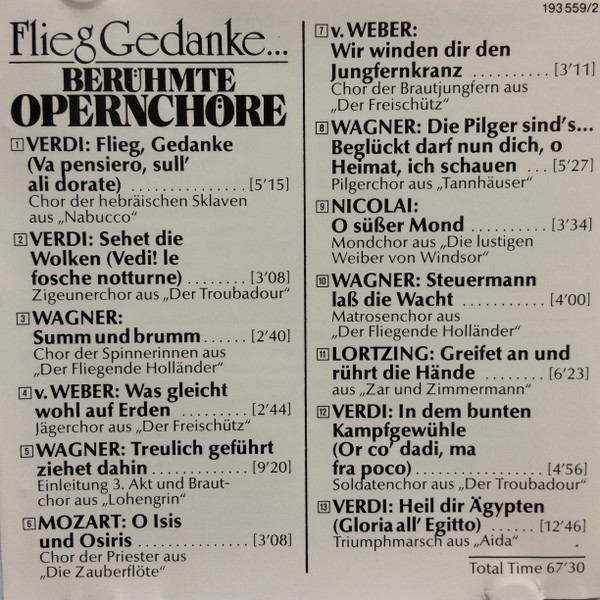 193 559/2
Flieg Gedanke...
BERÜHMTE
OPERNCHÖRE
1 VERDI: Flieg, Gedanke
(Va pensiero, sull'
ali dorate) ............... [5'15]
Chor der hebräischen Sklaven
aus „Nabucco“
2 VERDI: Sehet die
Wolken (Vedi! le
fosche notturne) ........ [3'08]
Zigeunerchor aus „Der Troubadour“
3 WAGNER:
Summ und brumm...... [2'40]
Chor der Spinnerinnen aus
„Der Fliegende Holländer“
4 v. WEBER: Was gleicht
wohl auf Erden ......... [2'44]
Jägerchor aus „Der Freischütz“
5 WAGNER: Treulich geführt
ziehet dahin ............ [9'20]
Einleitung 3. Akt und Braut-
chor aus „Lohengrin“
6 MOZART: O Isis
und Osiris ............... [3'08]
Chor der Priester aus
„Die Zauberflöte“
7 v. WEBER:
Wir winden dir den
Jungfernkranz .......... [3'11]
Chor der Brautjungfern aus
„Der Freischütz“
8 WAGNER: Die Pilger sind's...
Beglückt darf nun dich, o
Heimat, ich schauen ... [5'27]
Pilgerchor aus „Tannhäuser“
9 NICOLAI:
O süßer Mond ........... [3'34]
Mondchor aus „Die lustigen
Weiber von Windsor“
10 WAGNER: Steuermann
laß die Wacht ........... [4'00]
Matrosenchor aus
„Der Fliegende Holländer“
11 LORTZING: Greifet an und
rührt die Hände ........ [6'23]
aus „Zar und Zimmermann“
12 VERDI: In dem bunten
Kampfgewühle
(Or co' dadi, ma
fra poco)................. [4'56]
Soldatenchor aus „Der Troubadour“
13 VERDI: Heil dir Ägypten
(Gloria all' Egitto) ...... [12'46]
Triumphmarsch aus „Aida“
Total Time 67'30